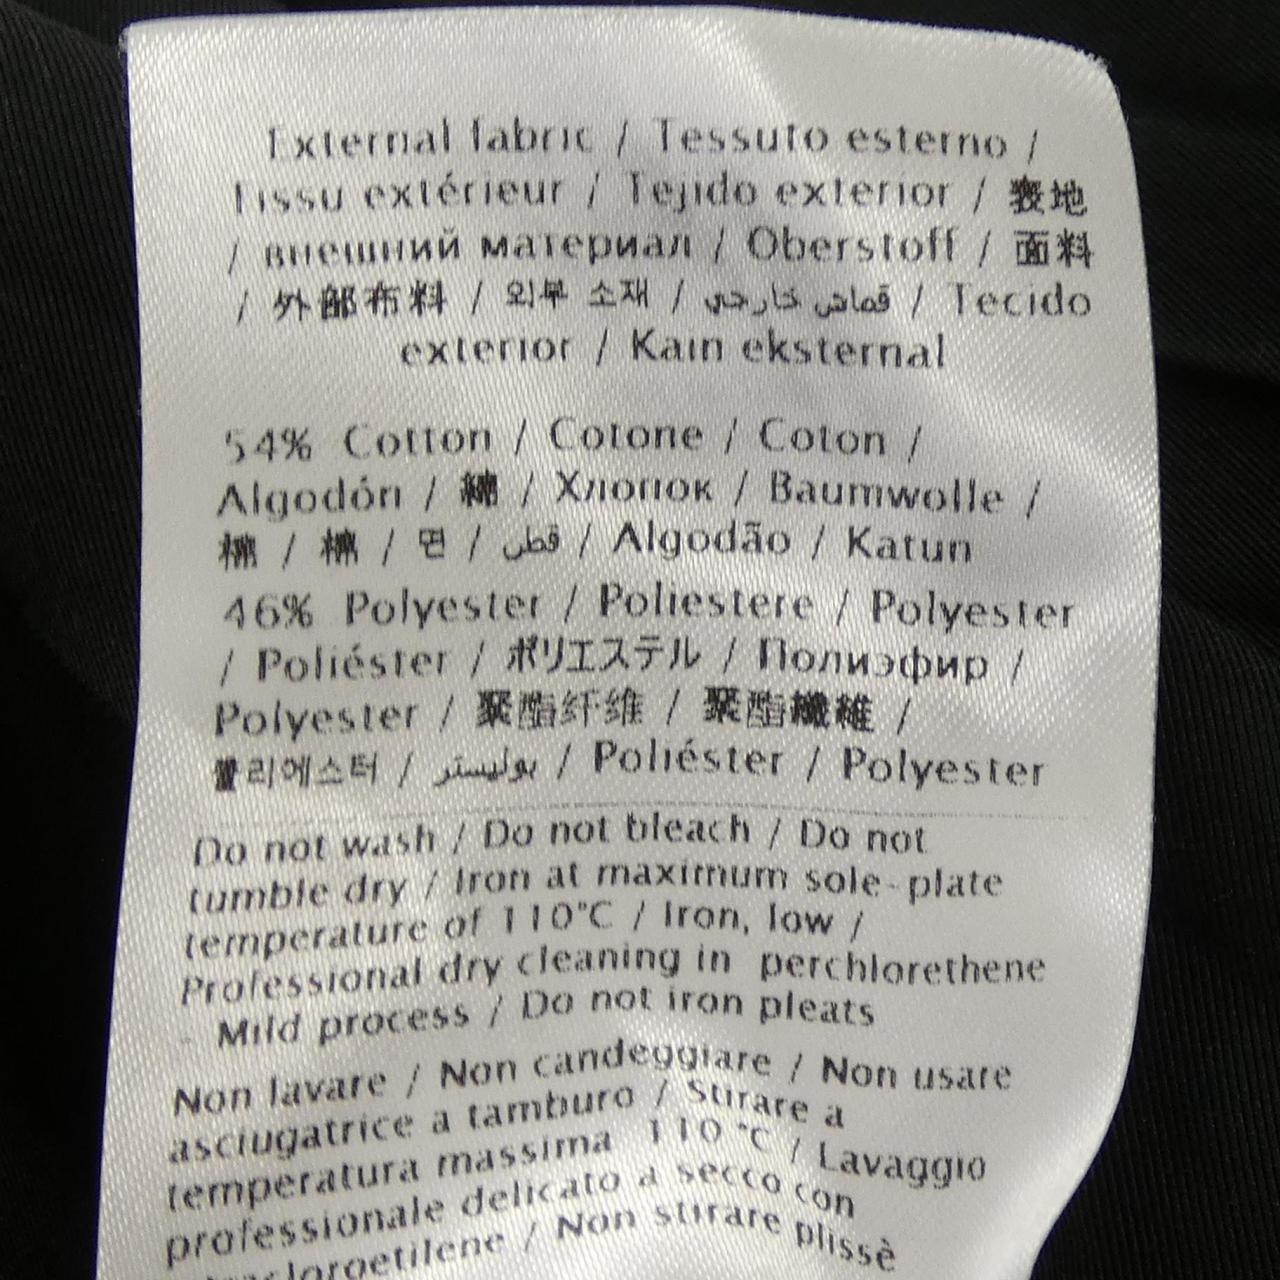 External fabric / Tessuto esterno /
Tissu extérieur / Tejido exterior / 表地
/ внешний материал / Oberstoff / 面料
/ 外部布料 / 외부 소재 / قماش خارجي / Tecido
exterior / Kain eksternal
54% Cotton / Cotone / Coton /
Algodón / 綿 / Хлопок / Baumwolle /
棉 / 棉 / 면 / قطن / Algodão / Katun
46% Polyester / Poliestere / Polyester
/ Poliéster / ポリエステル / Полиэфир /
Polyester / 聚酯纤维 / 聚酯纖維 /
폴리에스터 / بوليستر / Poliéster / Polyester
Do not wash / Do not bleach / Do not
tumble dry / Iron at maximum sole-plate
temperature of 110°C / Iron, low /
Professional dry cleaning in perchlorethene
- Mild process / Do not iron pleats
Non lavare / Non candeggiare / Non usare
asciugatrice a tamburo / Stirare a
temperatura massima 110 °C / Lavaggio
professionale delicato a secco con
/ Non stirare plissè